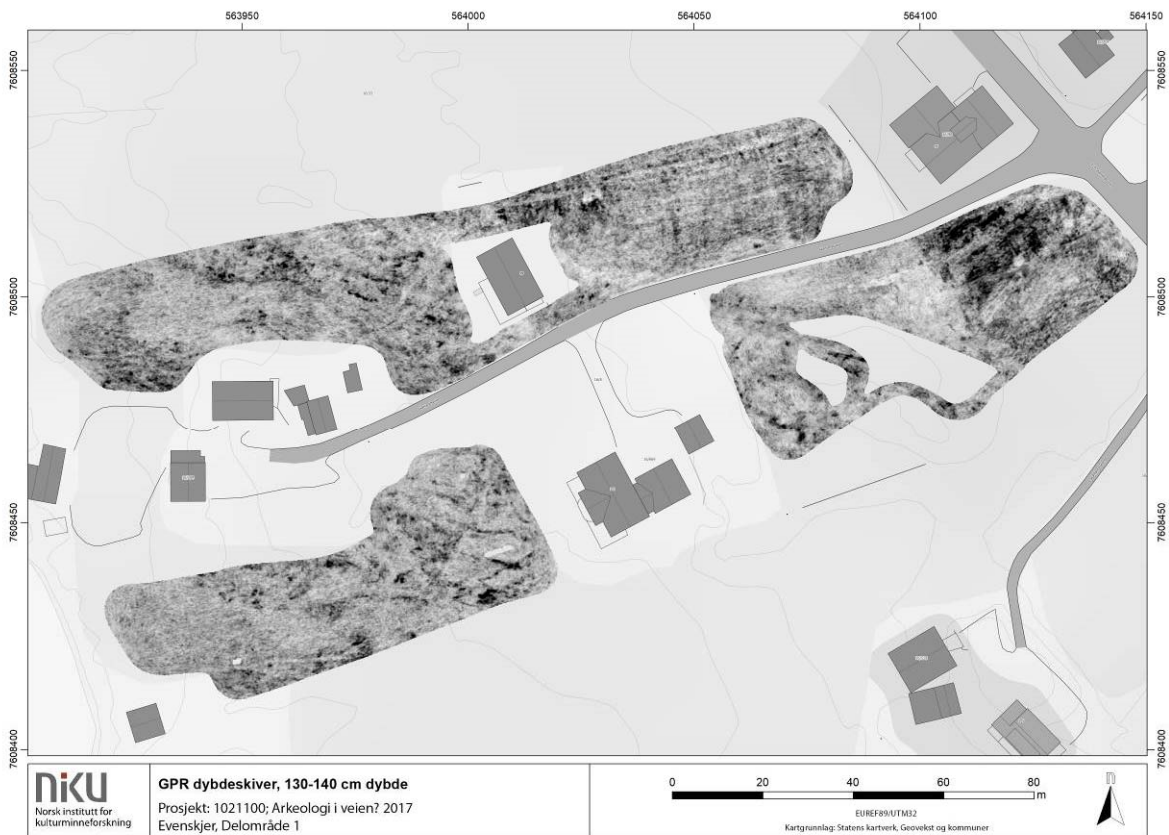 563950 564000 564050 564100 564150
7608550 7608550
7608500 7608500
7608450 7608450
7608400 7608400
niku
Norsk institutt for
kulturminneforskning
GPR dybdeskiver, 130-140 cm dybde
Prosjekt: 1021100; Arkeologi i veien? 2017
Evenskjer, Delområde 1
0 20 40 60 80
m
EUREF89/UTM32
Kartgrunnlag: Statens kartverk, Geovekst og kommuner
n